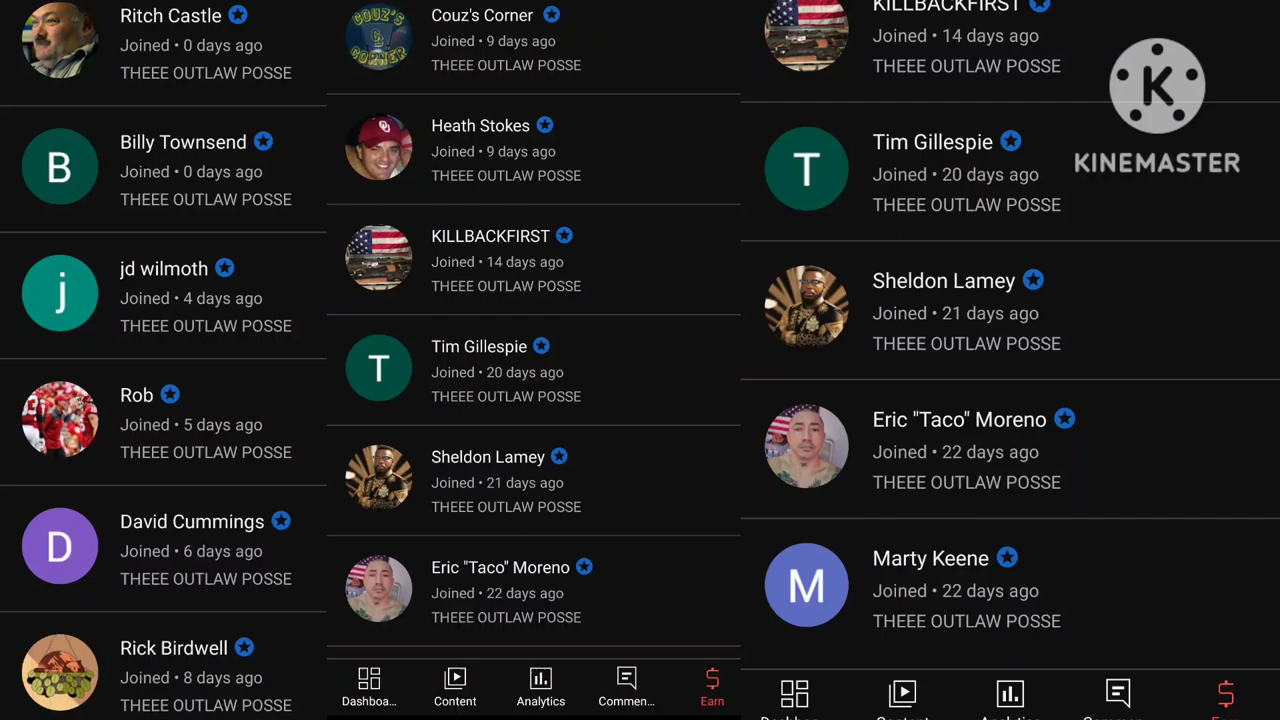 Ritch Castle
Joined • 0 days ago
THEEE OUTLAW POSSE
B
Billy Townsend
Joined • 0 days ago
THEEE OUTLAW POSSE
j
jd wilmoth
Joined • 4 days ago
THEEE OUTLAW POSSE
Rob
Joined • 5 days ago
THEEE OUTLAW POSSE
D
David Cummings
Joined • 6 days ago
THEEE OUTLAW POSSE
Rick Birdwell
Joined • 8 days ago
THEEE OUTLAW POSSE
COUZ'S
CORNER
Couz's Corner
Joined • 9 days ago
THEEE OUTLAW POSSE
Heath Stokes
Joined • 9 days ago
THEEE OUTLAW POSSE
KILLBACKFIRST
Joined • 14 days ago
THEEE OUTLAW POSSE
T
Tim Gillespie
Joined • 20 days ago
THEEE OUTLAW POSSE
Sheldon Lamey
Joined • 21 days ago
THEEE OUTLAW POSSE
Eric "Taco" Moreno
Joined • 22 days ago
THEEE OUTLAW POSSE
Dashboa... Content Analytics Commen... Earn
KILLBACKFIRST
Joined • 14 days ago
THEEE OUTLAW POSSE
T
Tim Gillespie
Joined • 20 days ago
THEEE OUTLAW POSSE
Sheldon Lamey
Joined • 21 days ago
THEEE OUTLAW POSSE
Eric "Taco" Moreno
Joined • 22 days ago
THEEE OUTLAW POSSE
M
Marty Keene
Joined • 22 days ago
THEEE OUTLAW POSSE
K
KINEMASTER